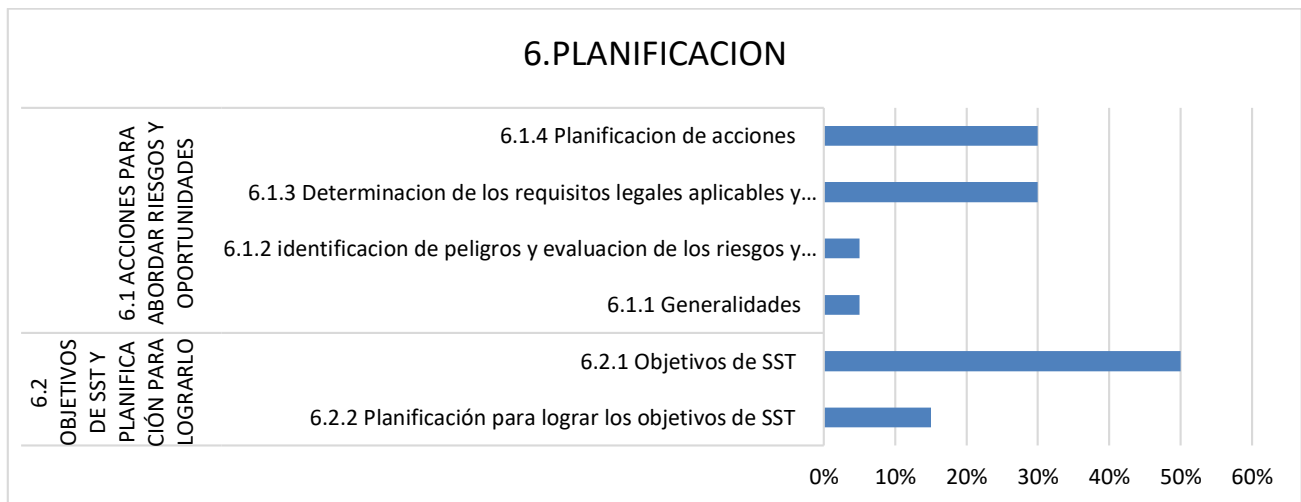 6.PLANIFICACION
6.1 ACCIONES PARA
ABORDAR RIESGOS Y
OPORTUNIDADES
6.1.4 Planificacion de acciones
6.1.3 Determinacion de los requisitos legales aplicables y…
6.1.2 identificacion de peligros y evaluacion de los riesgos y…
6.1.1 Generalidades
6.2
OBJETIVOS
DE SST Y
PLANIFICA
CIÓN PARA
LOGRARLO
6.2.1 Objetivos de SST
6.2.2 Planificación para lograr los objetivos de SST
0% 10% 20% 30% 40% 50% 60%